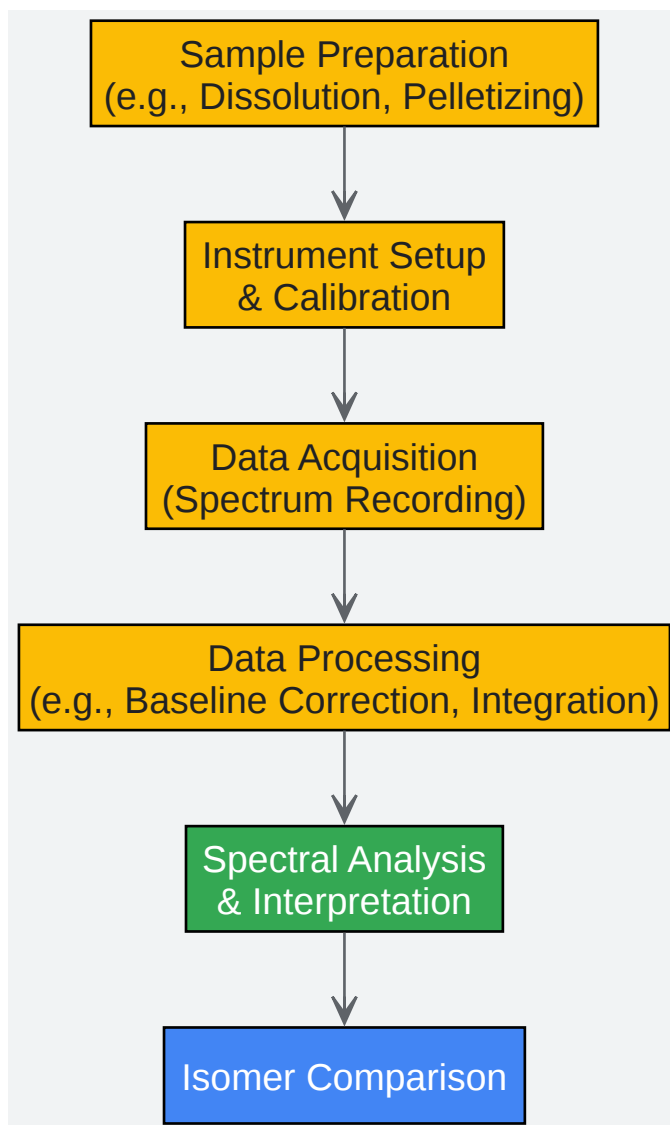 Sample Preparation
(e.g., Dissolution, Pelletizing)
Instrument Setup
& Calibration
Data Acquisition
(Spectrum Recording)
Data Processing
(e.g., Baseline Correction, Integration)
Spectral Analysis
& Interpretation
Isomer Comparison